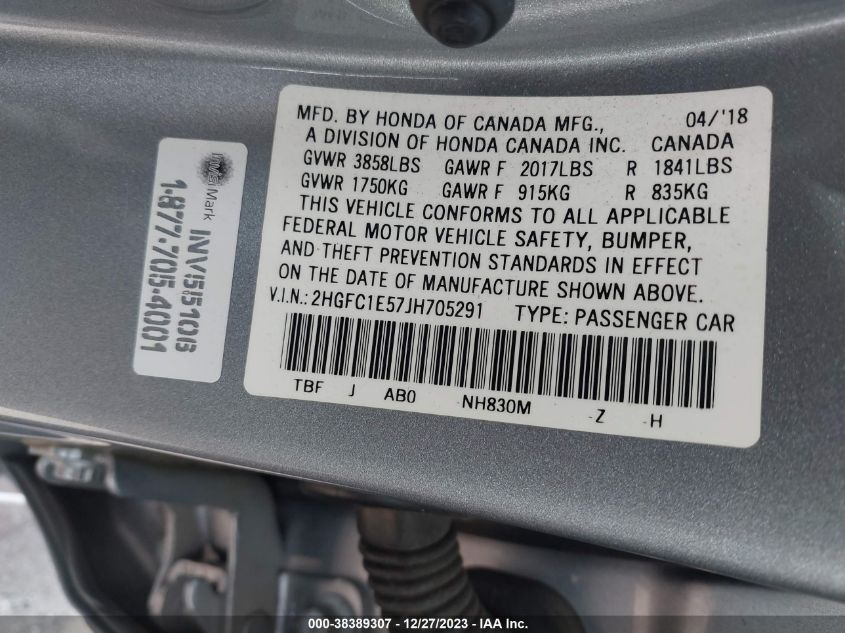 MFD. BY HONDA OF CANADA MFG., 04/'18
A DIVISION OF HONDA CANADA INC. CANADA
GVWR 3858LBS GAWR F 2017LBS R 1841LBS
GVWR 1750KG GAWR F 915KG R 835KG
THIS VEHICLE CONFORMS TO ALL APPLICABLE
FEDERAL MOTOR VEHICLE SAFETY, BUMPER,
AND THEFT PREVENTION STANDARDS IN EFFECT
ON THE DATE OF MANUFACTURE SHOWN ABOVE.
V.I.N.: 2HGFC1E57JH705291 TYPE: PASSENGER CAR
TBF J AB0 NH830M -Z -H
InVisiMark
INV55106
1-877-705-4001
000-38389307 - 12/27/2023 - IAA Inc.